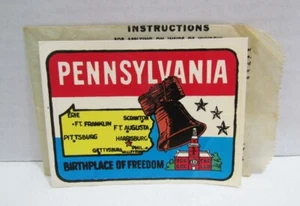 INSTRUCTIONS
PENNSYLVANIA
ERIE
FT. FRANKLIN
SCRANTON
FT. AUGUSTA
PITTSBURG
HARRISBURG
GETTYSBURG
BIRTHPLACE OF FREEDOM